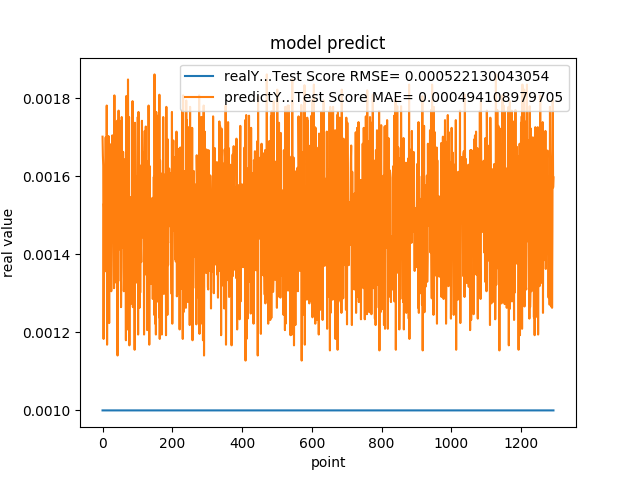 model predict
realY...Test Score RMSE= 0.000522130043054
predictY...Test Score MAE= 0.000494108979705
0.0018
0.0016
0.0014
0.0012
0.0010
real value
0 200 400 600 800 1000 1200
point